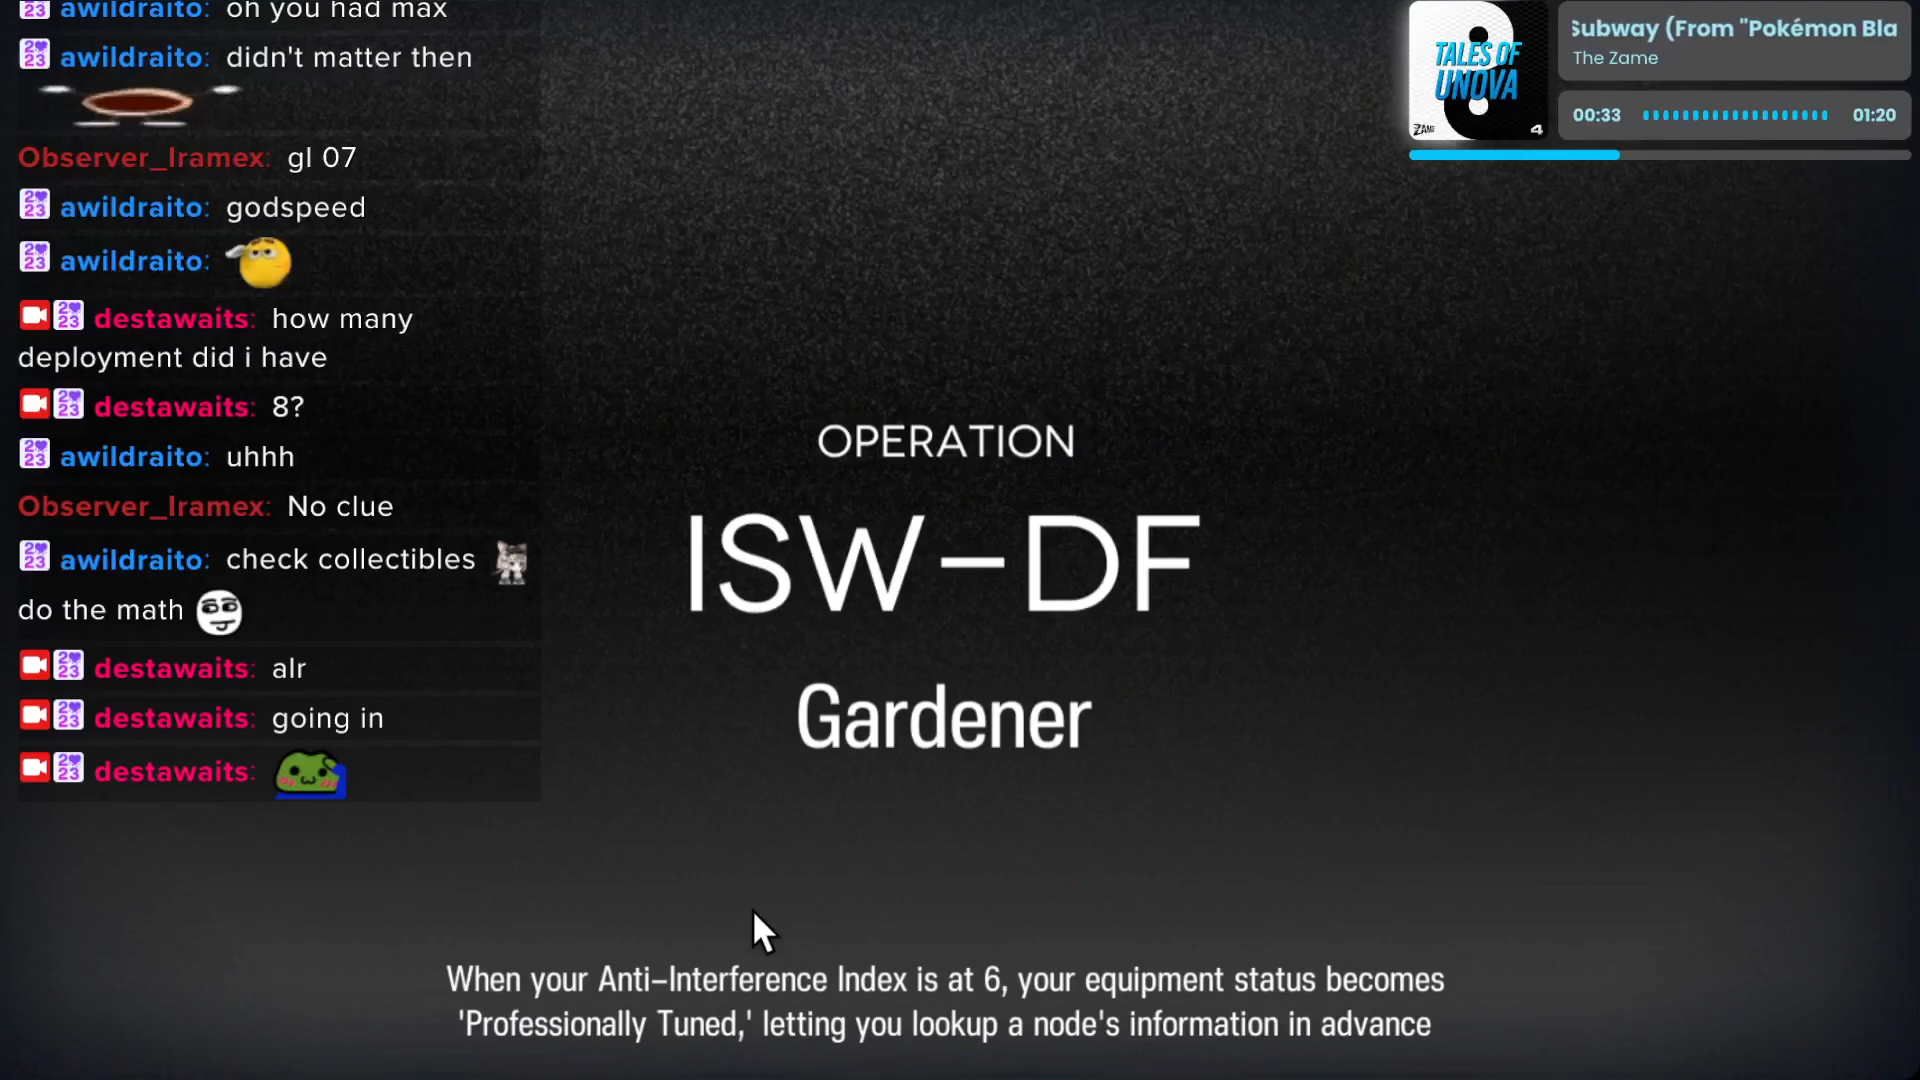 awildraito: oh you had max
awildraito: didn't matter then
Observer_Iramex: gl 07
awildraito: godspeed
awildraito:
destawaits: how many
deployment did i have
destawaits: 8?
awildraito: uhhh
Observer_Iramex: No clue
awildraito: check collectibles
do the math
destawaits: alr
destawaits: going in
destawaits:
OPERATION
ISW-DF
Gardener
When your Anti-Interference Index is at 6, your equipment status becomes
'Professionally Tuned,' letting you lookup a node's information in advance
TALES OF
UNOVA
4
Subway (From "Pokémon Bla
The Zame
00:33 01:20